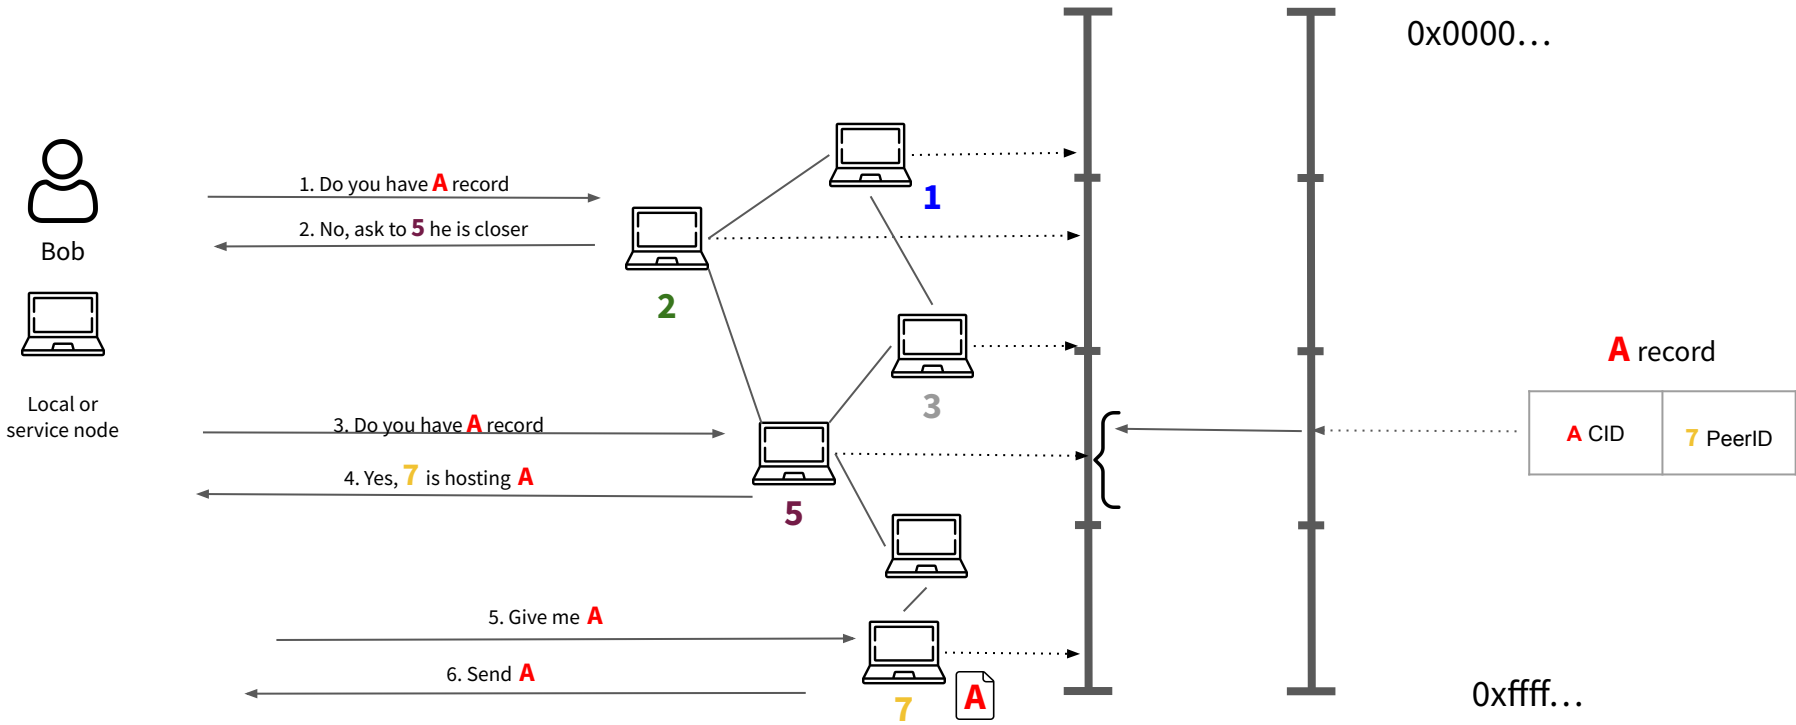 0x0000…
1. Do you have A record
1
2. No, ask to 5 he is closer
Bob
2
A record
3
Local or
service node
3. Do you have A record
A CID
7 PeerID
4. Yes, 7 is hosting A
5
5. Give me A
6. Send A
A
7
0xffff…